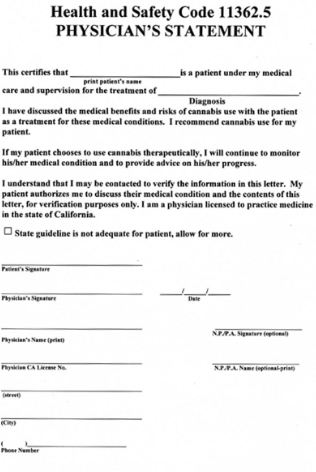 Health and Safety Code 11362.5
PHYSICIAN'S STATEMENT
This certifies that ____________________ is a patient under my medical
print patient's name
care and supervision for the treatment of ____________________.
Diagnosis
I have discussed the medical benefits and risks of cannabis use with the patient
as a treatment for these medical conditions. I recommend cannabis use for my
patient.
If my patient chooses to use cannabis therapeutically, I will continue to monitor
his/her medical condition and to provide advice on his/her progress.
I understand that I may be contacted to verify the information in this letter. My
patient authorizes me to discuss their medical condition and the contents of this
letter, for verification purposes only. I am a physician licensed to practice medicine
in the state of California.
☐ State guideline is not adequate for patient, allow for more.
Patient's Signature
____/____/____
Physician's Signature Date
Physician's Name (print) N.P./P.A. Signature (optional)
Physician CA License No. N.P./P.A. Name (optional-print)
(street)
(City)
( )
Phone Number